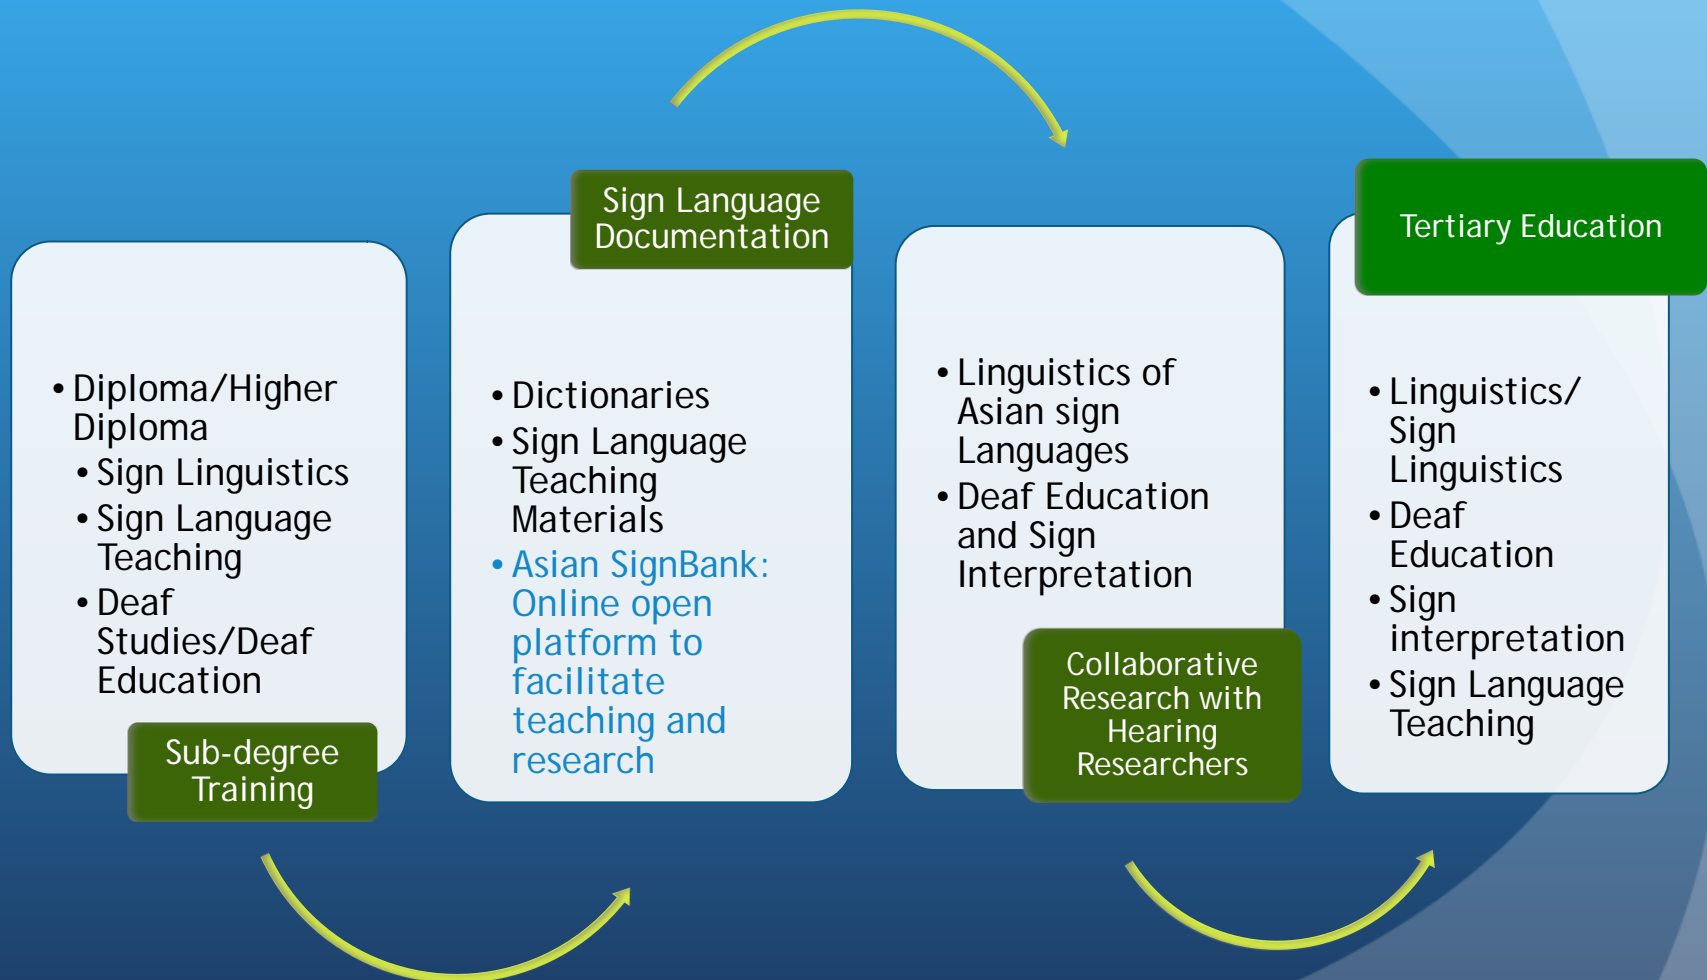 • Diploma/Higher
Diploma
• Sign Linguistics
• Sign Language
Teaching
• Deaf
Studies/Deaf
Education
Sub-degree
Training
Sign Language
Documentation
• Dictionaries
• Sign Language
Teaching
Materials
• Asian SignBank:
Online open
platform to
facilitate
teaching and
research
• Linguistics of
Asian sign
Languages
• Deaf Education
and Sign
Interpretation
Collaborative
Research with
Hearing
Researchers
Tertiary Education
• Linguistics/
Sign
Linguistics
• Deaf
Education
• Sign
interpretation
• Sign Language
Teaching